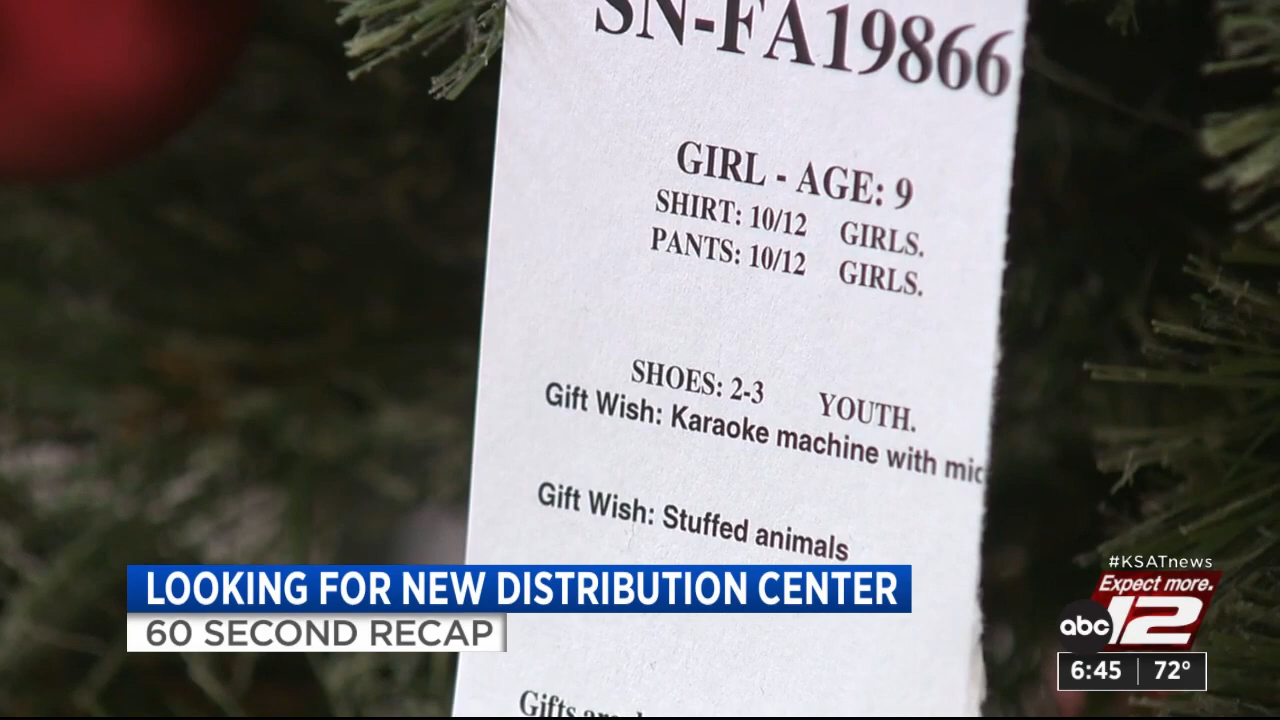 SN-FA19866
GIRL - AGE: 9
SHIRT: 10/12 GIRLS.
PANTS: 10/12 GIRLS.
SHOES: 2-3 YOUTH.
Gift Wish: Karaoke machine with mic
Gift Wish: Stuffed animals
Gifts
LOOKING FOR NEW DISTRIBUTION CENTER
60 SECOND RECAP
#KSATnews
Expect more.
abc 12
6:45 72°